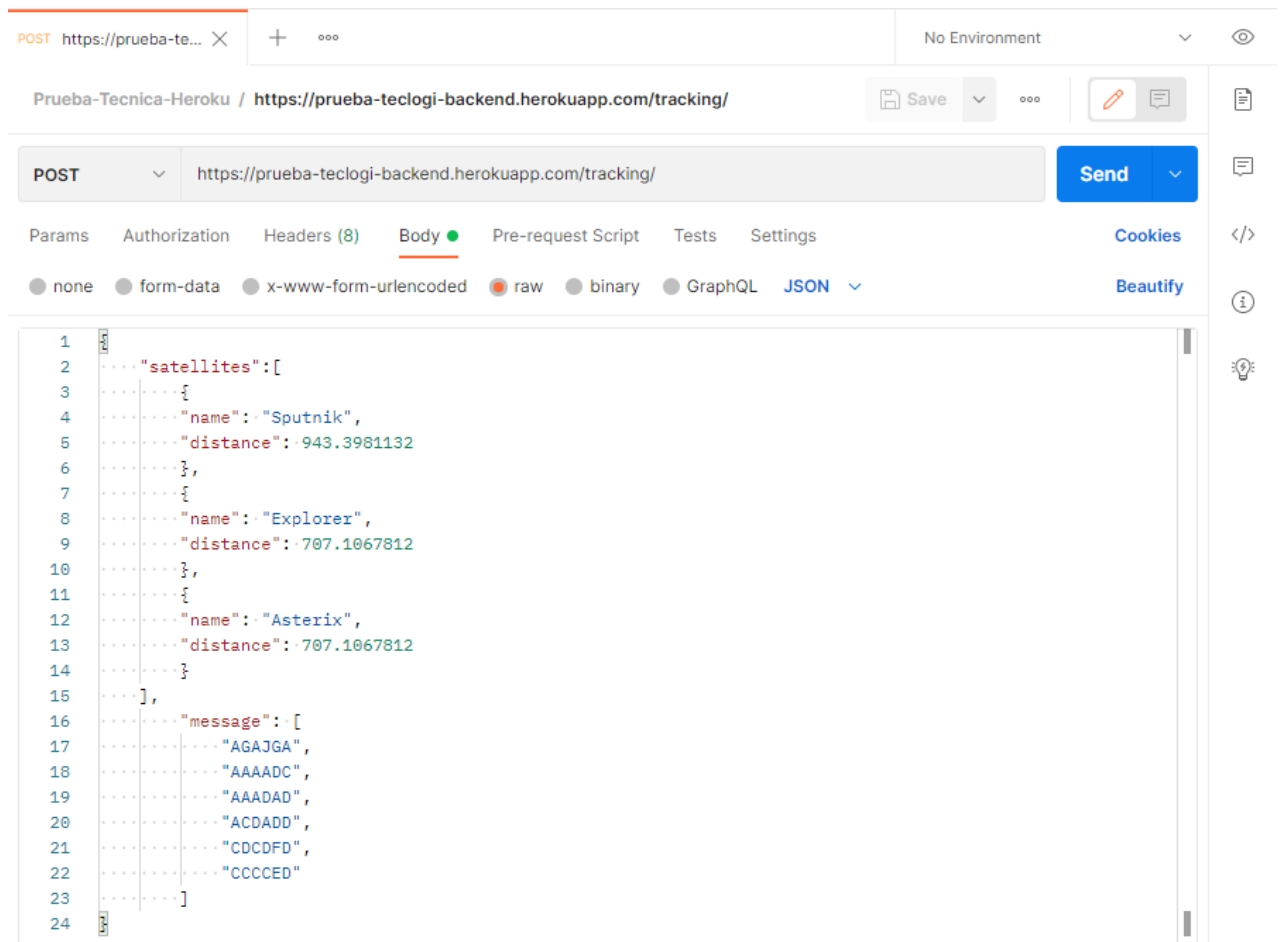 POST https://prueba-te...
No Environment
Prueba-Tecnica-Heroku / https://prueba-teclogi-backend.herokuapp.com/tracking/
Save
POST https://prueba-teclogi-backend.herokuapp.com/tracking/ Send
Params Authorization Headers (8) Body Pre-request Script Tests Settings Cookies
none form-data x-www-form-urlencoded raw binary GraphQL JSON Beautify
1 {
2 "satellites":[
3 {
4 "name": "Sputnik",
5 "distance": 943.3981132
6 },
7 {
8 "name": "Explorer",
9 "distance": 707.1067812
10 },
11 {
12 "name": "Asterix",
13 "distance": 707.1067812
14 }
15 ],
16 "message": [
17 "AGAJGA",
18 "AAAADC",
19 "AAADAD",
20 "ACDADD",
21 "CDCDFD",
22 "CCCCED"
23 ]
24 }